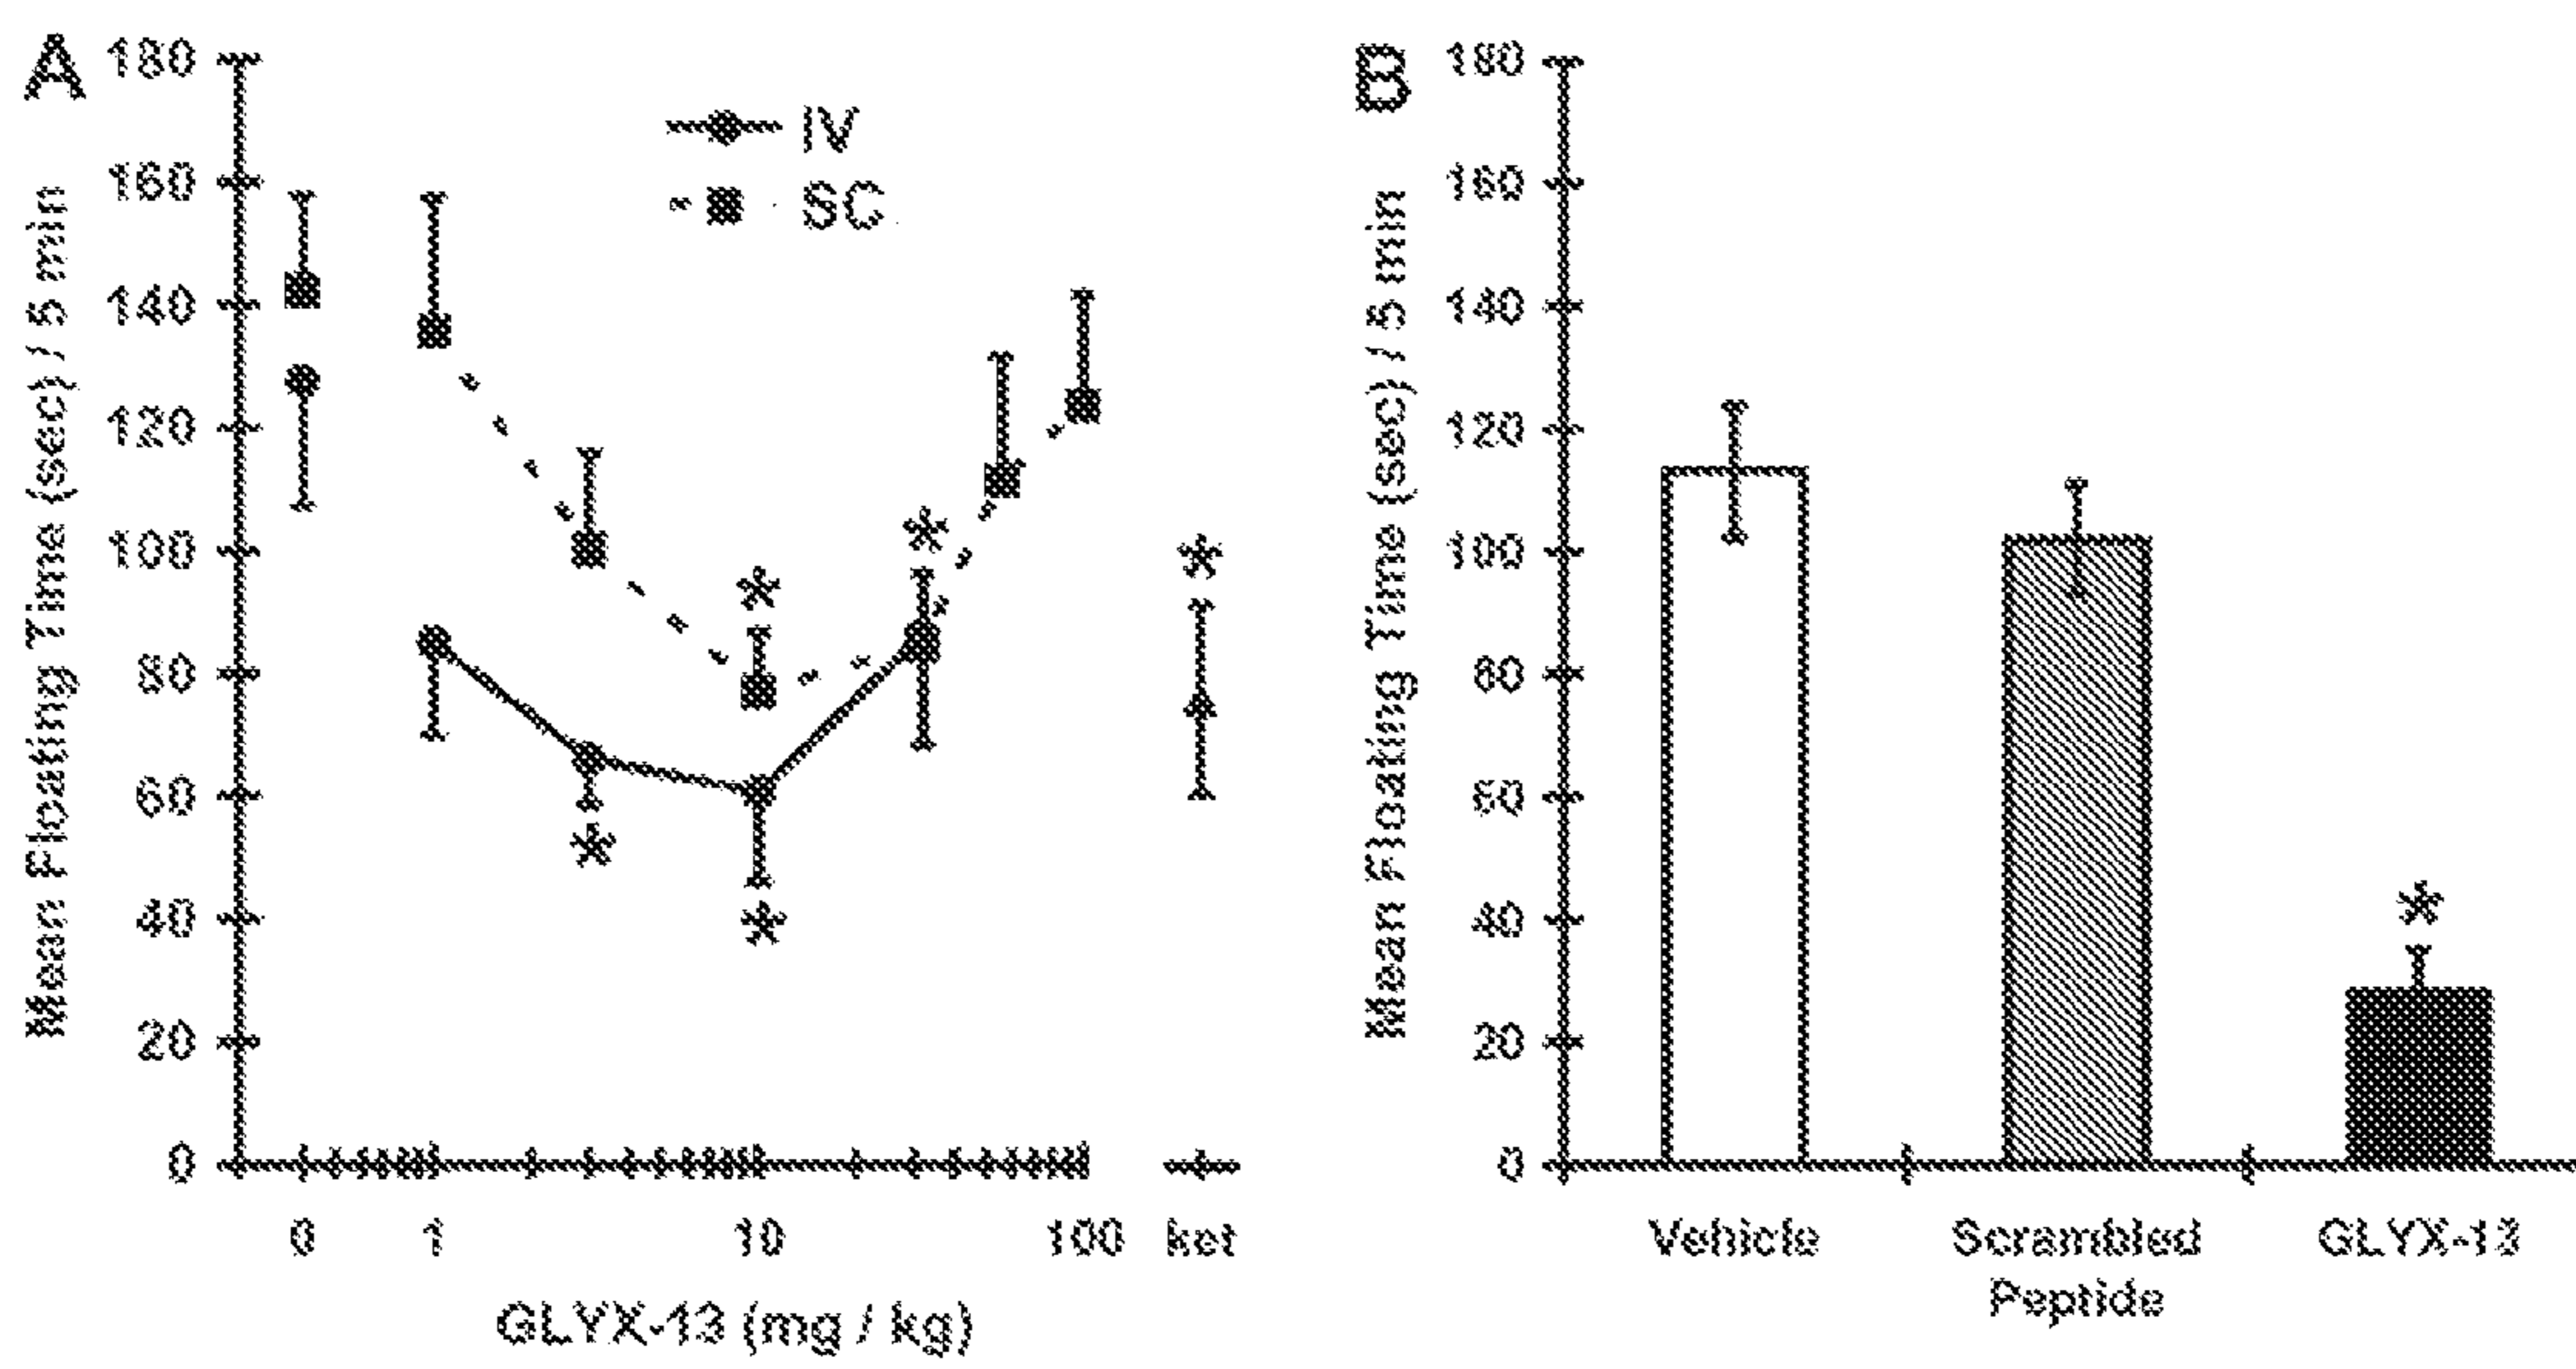 A
180
160
140
120
100
80
60
40
20
0
Mean Floating Time (sec) / 5 min
IV
SC
*
*
*
*
*
0 1 10 100 ket
GLYX-13 (mg / kg)
B
180
160
140
120
100
80
60
40
20
0
Mean Floating Time (sec) / 5 min
*
Vehicle Scrambled GLYX-13
Peptide